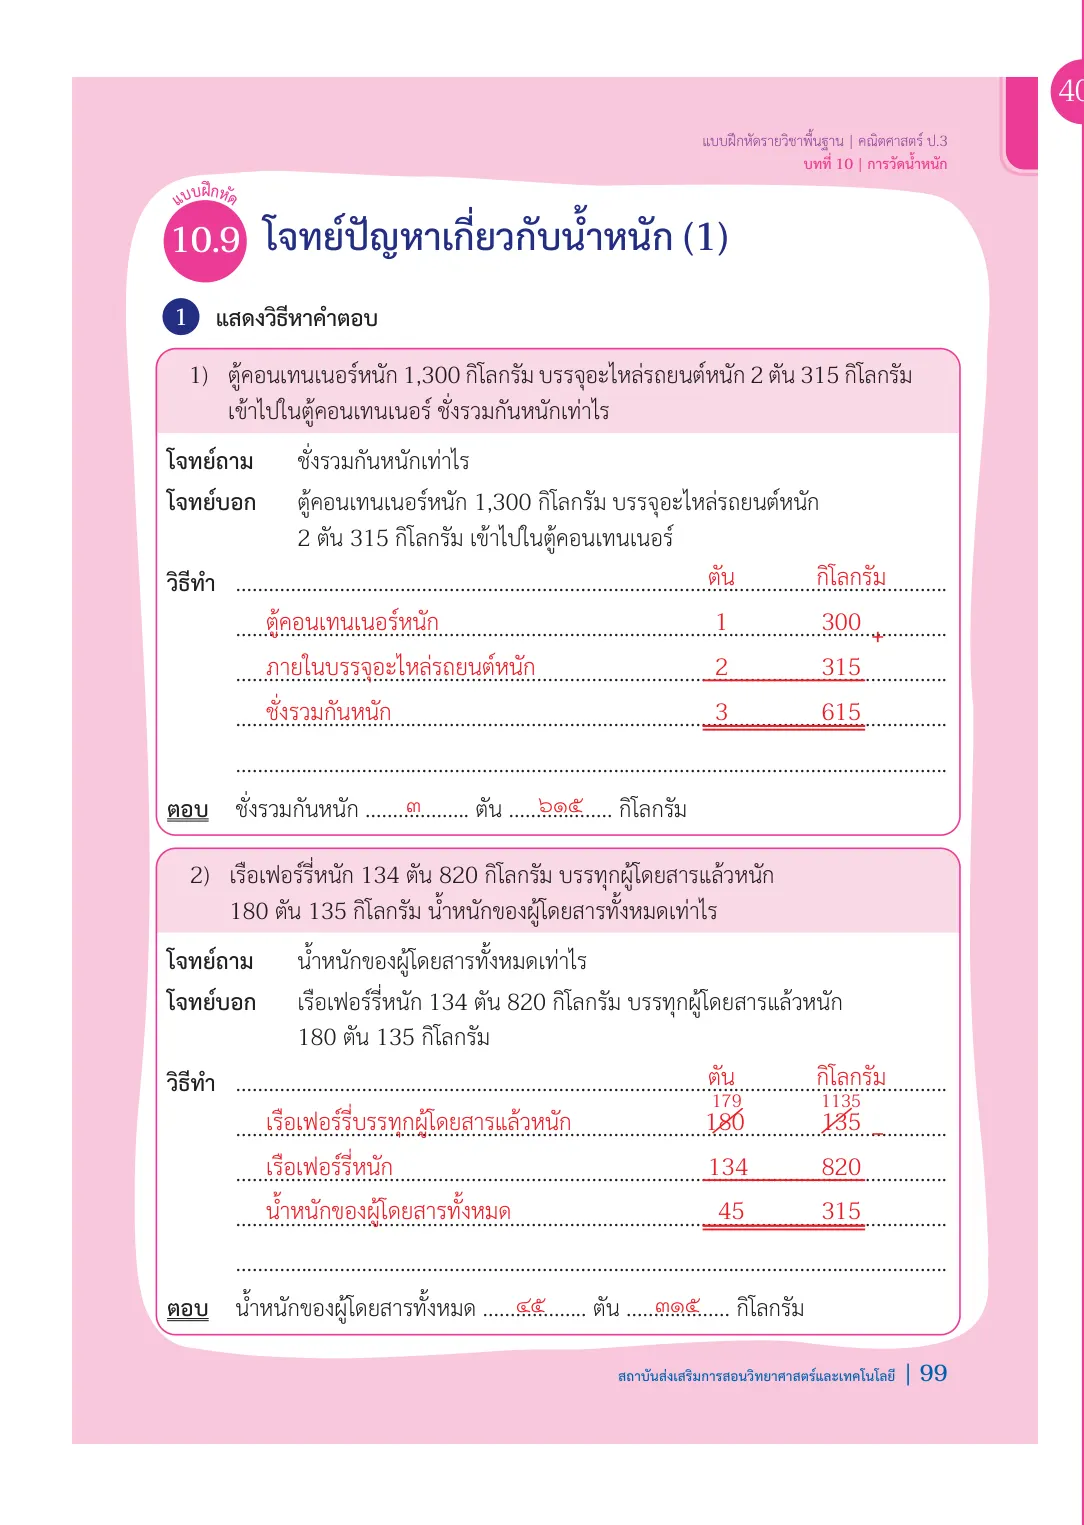 40
แบบฝึกหัดรายวิชาพื้นฐาน | คณิตศาสตร์ ป.3
บทที่ 10 | การวัดน้ำหนัก
แบบฝึกหัด
10.9 โจทย์ปัญหาเกี่ยวกับน้ำหนัก (1)
1 แสดงวิธีหาคำตอบ
1) ตู้คอนเทนเนอร์หนัก 1,300 กิโลกรัม บรรจุอะไหล่รถยนต์หนัก 2 ตัน 315 กิโลกรัม
เข้าไปในตู้คอนเทนเนอร์ ชั่งรวมกันหนักเท่าไร
โจทย์ถาม ชั่งรวมกันหนักเท่าไร
โจทย์บอก ตู้คอนเทนเนอร์หนัก 1,300 กิโลกรัม บรรจุอะไหล่รถยนต์หนัก
2 ตัน 315 กิโลกรัม เข้าไปในตู้คอนเทนเนอร์
วิธีทำ ตัน กิโลกรัม
ตู้คอนเทนเนอร์หนัก 1 300 +
ภายในบรรจุอะไหล่รถยนต์หนัก 2 315
ชั่งรวมกันหนัก 3 615
ตอบ ชั่งรวมกันหนัก ๓ ตัน ๖๑๕ กิโลกรัม
2) เรือเฟอร์รี่หนัก 134 ตัน 820 กิโลกรัม บรรทุกผู้โดยสารแล้วหนัก
180 ตัน 135 กิโลกรัม น้ำหนักของผู้โดยสารทั้งหมดเท่าไร
โจทย์ถาม น้ำหนักของผู้โดยสารทั้งหมดเท่าไร
โจทย์บอก เรือเฟอร์รี่หนัก 134 ตัน 820 กิโลกรัม บรรทุกผู้โดยสารแล้วหนัก
180 ตัน 135 กิโลกรัม
วิธีทำ ตัน กิโลกรัม
179 1135
เรือเฟอร์รี่บรรทุกผู้โดยสารแล้วหนัก 180 135 –
เรือเฟอร์รี่หนัก 134 820
น้ำหนักของผู้โดยสารทั้งหมด 45 315
ตอบ น้ำหนักของผู้โดยสารทั้งหมด ๔๕ ตัน ๓๑๕ กิโลกรัม
สถาบันส่งเสริมการสอนวิทยาศาสตร์และเทคโนโลยี | 99